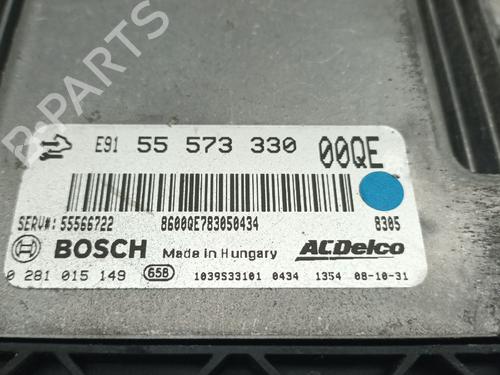 B-PARTS
E91 55 573 330 00QE
SERV#: 55566722 8600QE783050434 8305
BOSCH Made in Hungary ACDelco
0 281 015 149 65B 1039S33101 0434 1354 08-10-31